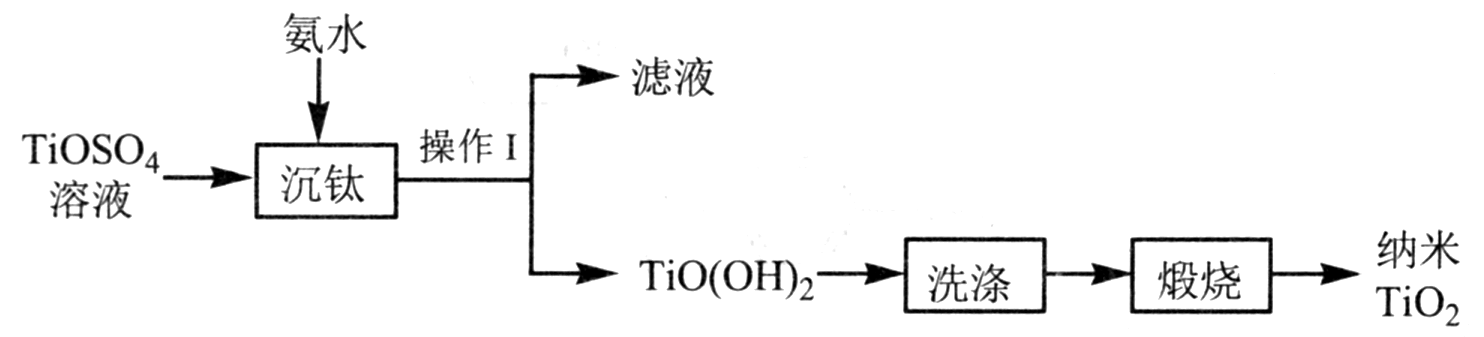 氨水
滤液
TiOSO4
溶液
沉钛
操作 I
TiO(OH)2
洗涤
煅烧
纳米
TiO2